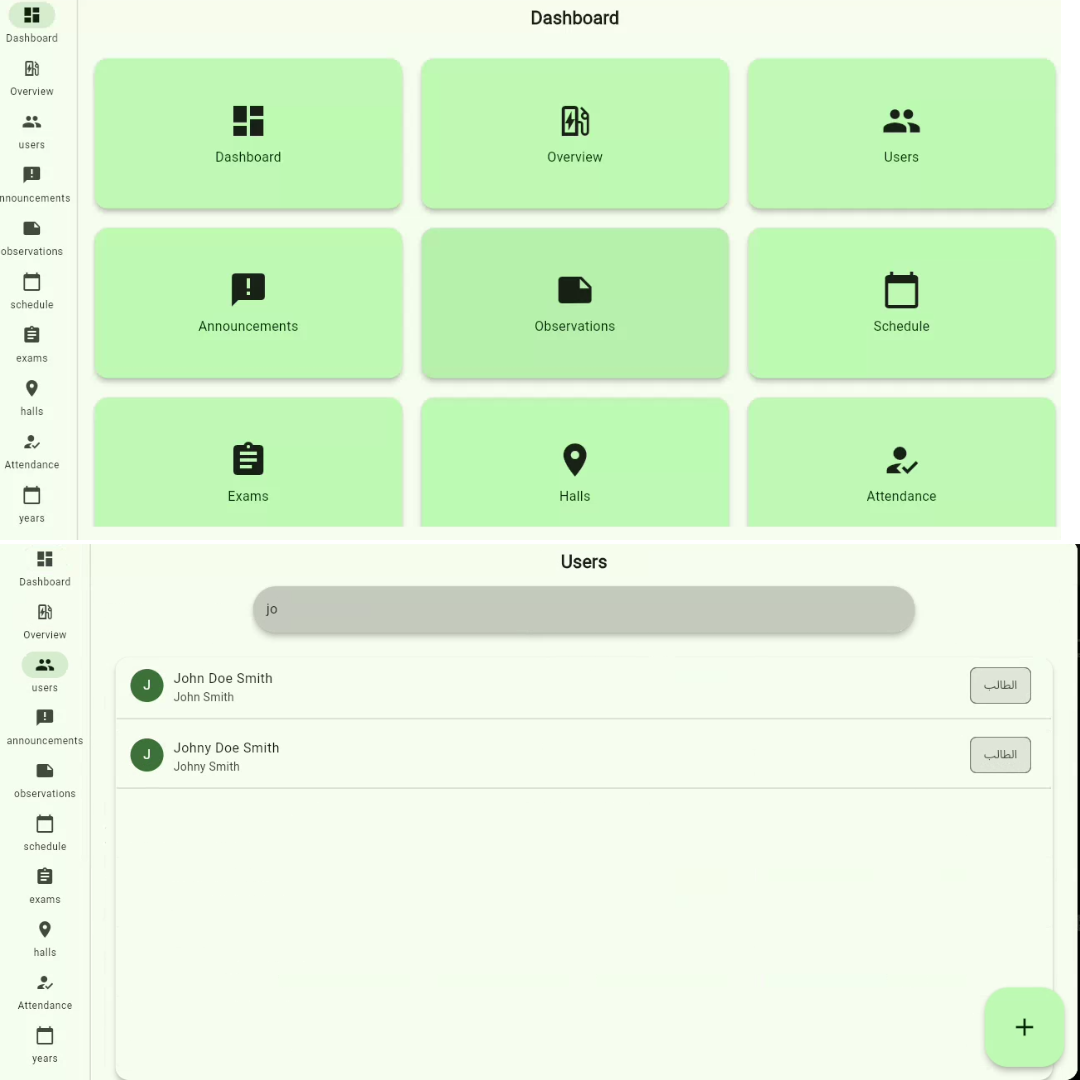 Dashboard
Overview
users
nnouncements
observations
schedule
exams
halls
Attendance
years
Dashboard
Dashboard
Overview
Users
Announcements
Observations
Schedule
Exams
Halls
Attendance
Dashboard
Overview
users
announcements
observations
schedule
exams
halls
Attendance
years
Users
jo
J
John Doe Smith
John Smith
الطالب
J
Johny Doe Smith
Johny Smith
الطالب